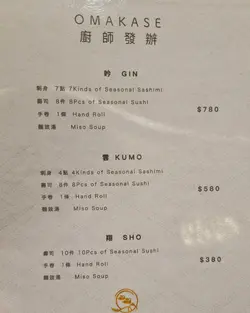 OMAKASE
廚師發辦
吟 GIN
刺身 7點 7Kinds of Seasonal Sashimi
壽司 6件 6Pcs of Seasonal Sushi
手卷 1條 Hand Roll
麵豉湯 Miso Soup
$780
雲 KUMO
刺身 4點 4Kinds of Seasonal Sashimi
壽司 8件 8Pcs of Seasonal Sushi
手卷 1條 Hand Roll
麵豉湯 Miso Soup
$580
翔 SHO
壽司 10件 10Pcs of Seasonal Sushi
手卷 1條 Hand Roll
麵豉湯 Miso Soup
$380